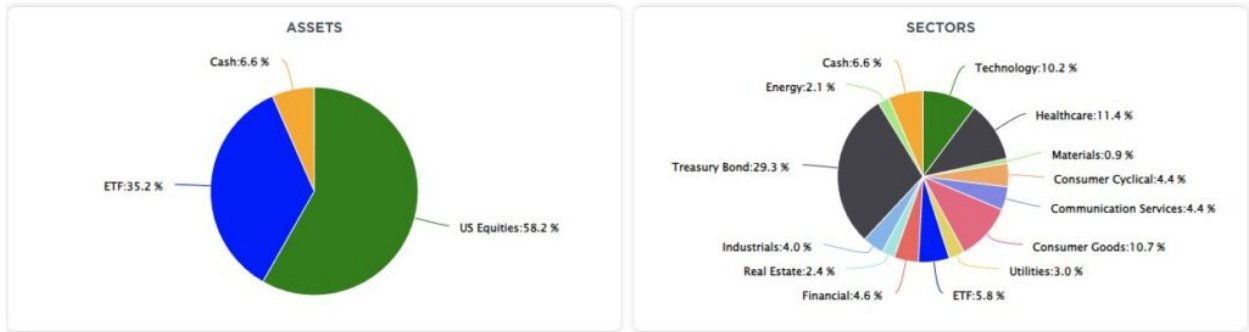 ASSETS
Cash:6.6 %
ETF:35.2 %
US Equities:58.2 %
SECTORS
Cash:6.6 %
Technology:10.2 %
Energy:2.1 %
Healthcare:11.4 %
Materials:0.9 %
Treasury Bond:29.3 %
Consumer Cyclical:4.4 %
Communication Services:4.4 %
Industrials:4.0 %
Consumer Goods:10.7 %
Real Estate:2.4 %
Utilities:3.0 %
Financial:4.6 %
ETF:5.8 %